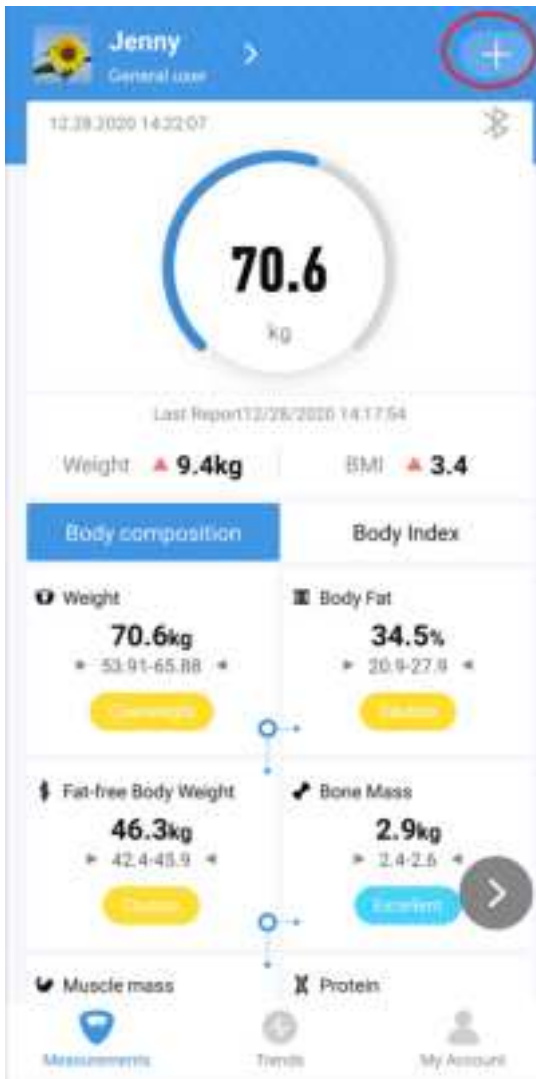 Jenny
General user
12.28.2020 14:22:07
70.6
kg
Last Report12/28/2020 14:17:54
Weight 9.4kg BMI 3.4
Body composition Body Index
Weight Body Fat
70.6kg 34.5%
53.91-65.88 20.9-27.9
Fat-free Body Weight Bone Mass
46.3kg 2.9kg
42.4-45.9 2.4-2.6
Excellent
Muscle mass Protein
Measurements Trends My Account